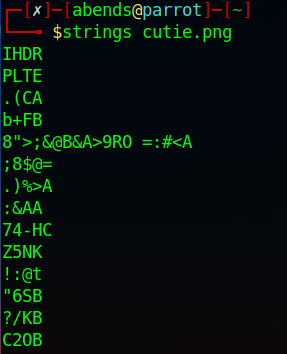 ┌─[✗]─[abends@parrot]─[~]
└──╼ $strings cutie.png
IHDR
PLTE
.(CA
b+FB
8">;&@B&A>9RO =:#<A
;8$@=
.)%>A
:&AA
74-HC
Z5NK
!:@t
"6SB
?/KB
C2OB